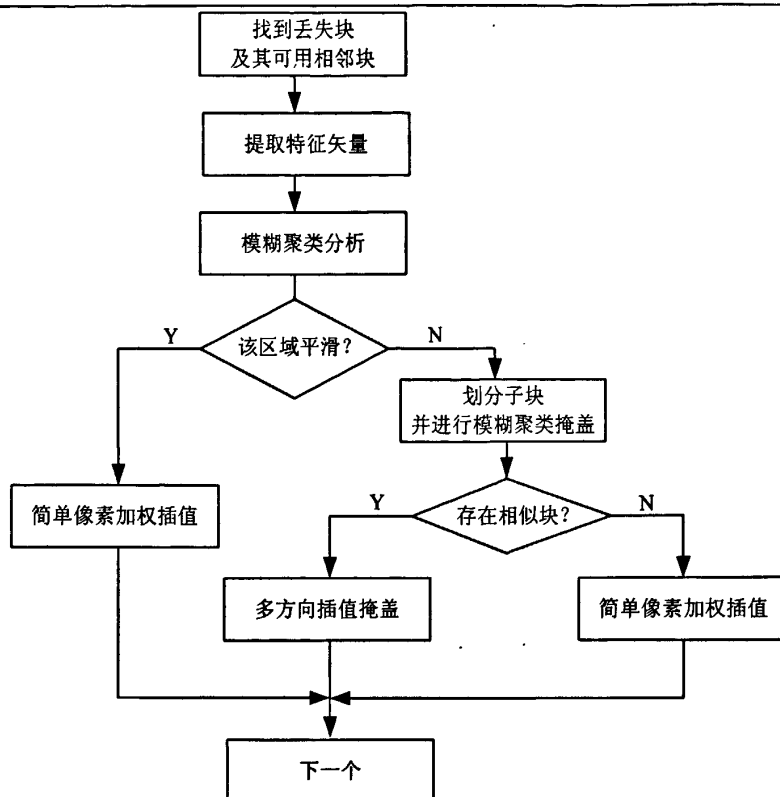 找到丢失块
及其可用相邻块
提取特征矢量
模糊聚类分析
Y
该区域平滑?
N
划分子块
并进行模糊聚类掩盖
简单像素加权插值
Y
存在相似块?
N
多方向插值掩盖
简单像素加权插值
下一个